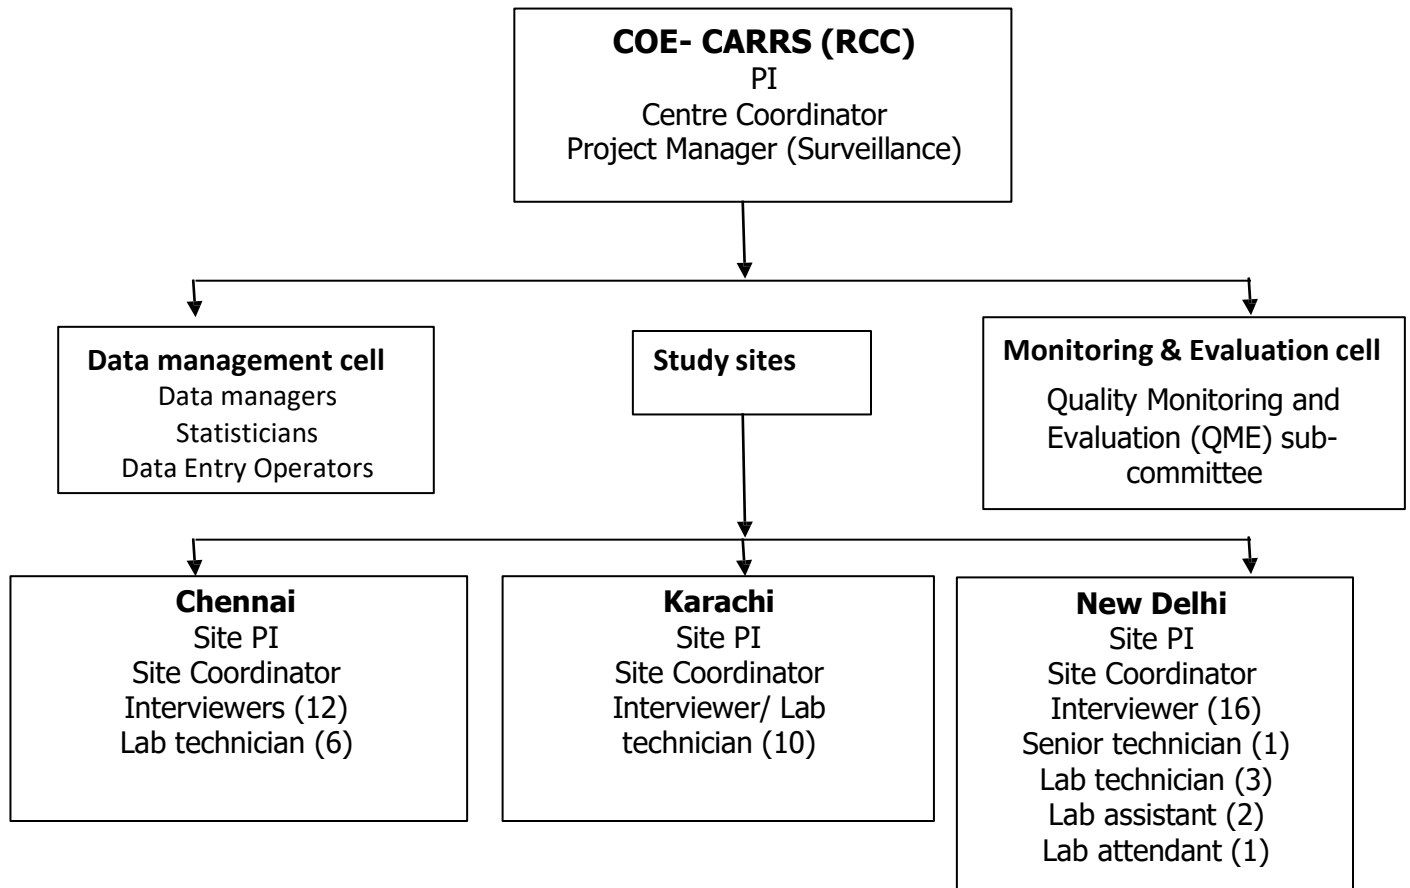 COE- CARRS (RCC)
PI
Centre Coordinator
Project Manager (Surveillance)
Data management cell
Data managers
Statisticians
Data Entry Operators
Study sites
Monitoring & Evaluation cell
Quality Monitoring and
Evaluation (QME) sub-
committee
Chennai
Site PI
Site Coordinator
Interviewers (12)
Lab technician (6)
Karachi
Site PI
Site Coordinator
Interviewer/ Lab
technician (10)
New Delhi
Site PI
Site Coordinator
Interviewer (16)
Senior technician (1)
Lab technician (3)
Lab assistant (2)
Lab attendant (1)